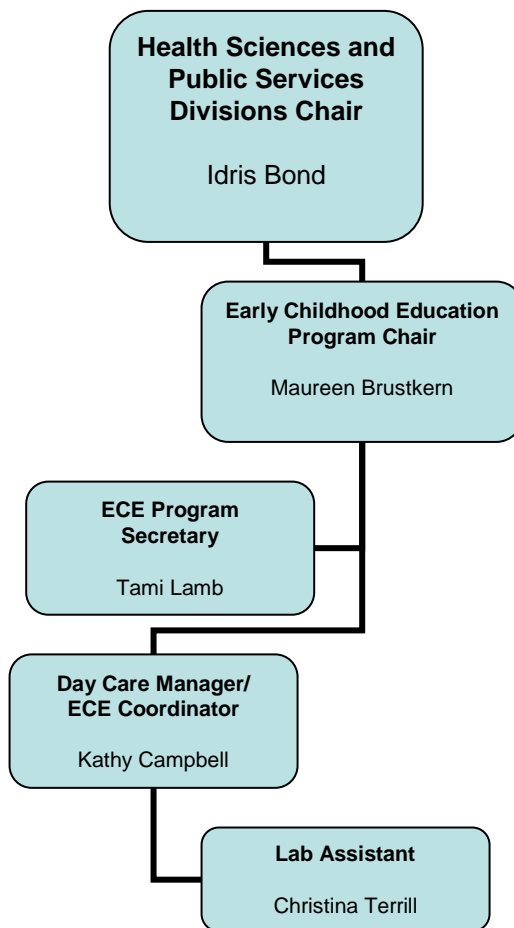 Health Sciences and
Public Services
Divisions Chair
Idris Bond
Early Childhood Education
Program Chair
Maureen Brustkern
ECE Program
Secretary
Tami Lamb
Day Care Manager/
ECE Coordinator
Kathy Campbell
Lab Assistant
Christina Terrill